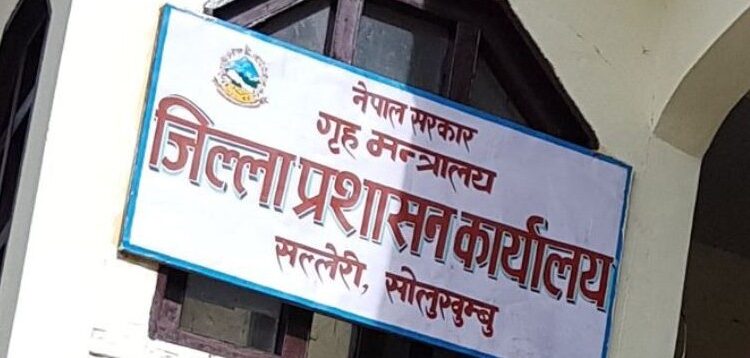 नेपाल सरकार
गृह मन्त्रालय
जिल्ला प्रशासन कार्यालय
सल्लेरी, सोलुखुम्बु